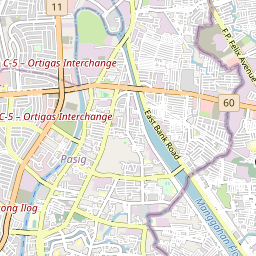 11
F.P. Felix Avenue
C-5 – Ortigas Interchange
60
C-5 – Ortigas Interchange
East Bank Road
Pasig
Manggahan
ong Ilog